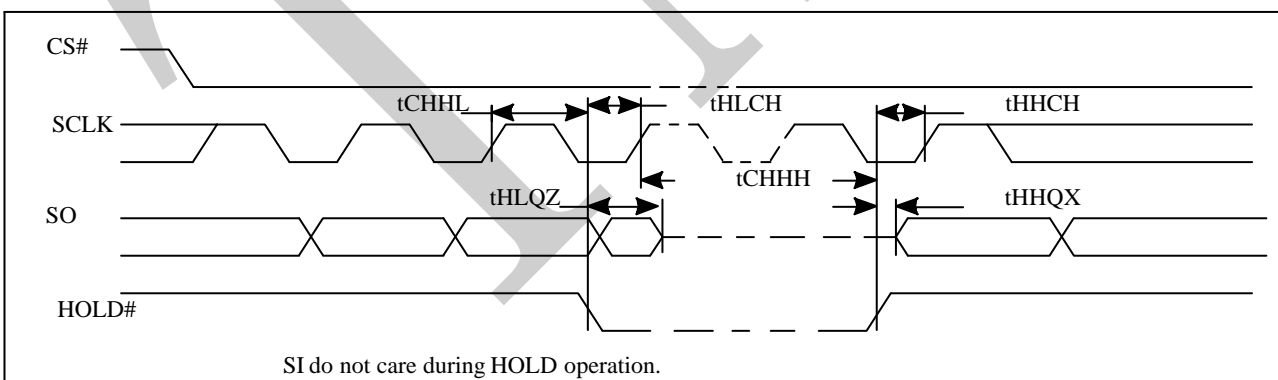 CS#
tCHHL
tHLCH
tHHCH
SCLK
tCHHH
tHLQZ
tHHQX
SO
HOLD#
SI do not care during HOLD operation.